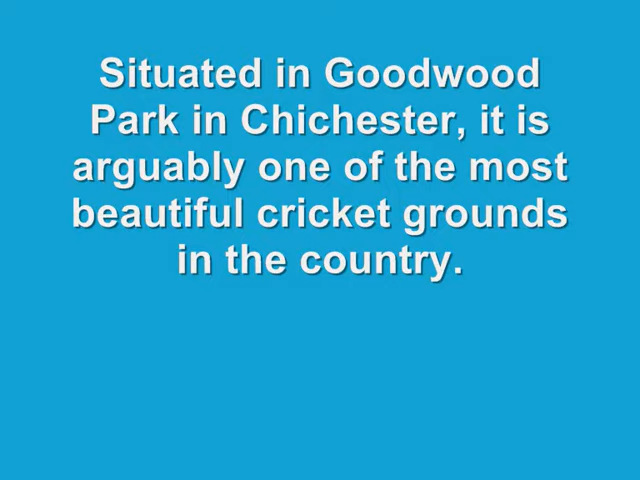 Situated in Goodwood
Park in Chichester, it is
arguably one of the most
beautiful cricket grounds
in the country.